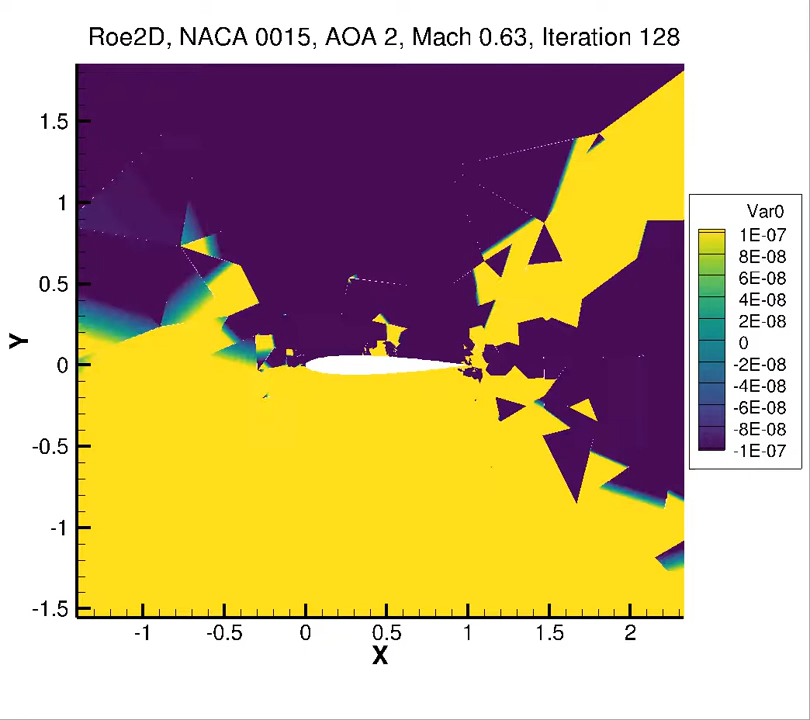 Roe2D, NACA 0015, AOA 2, Mach 0.63, Iteration 128
1.5
1
0.5
0
-0.5
-1
-1.5
Y
-1
-0.5
0
0.5
1
1.5
2
X
Var0
1E-07
8E-08
6E-08
4E-08
2E-08
0
-2E-08
-4E-08
-6E-08
-8E-08
-1E-07